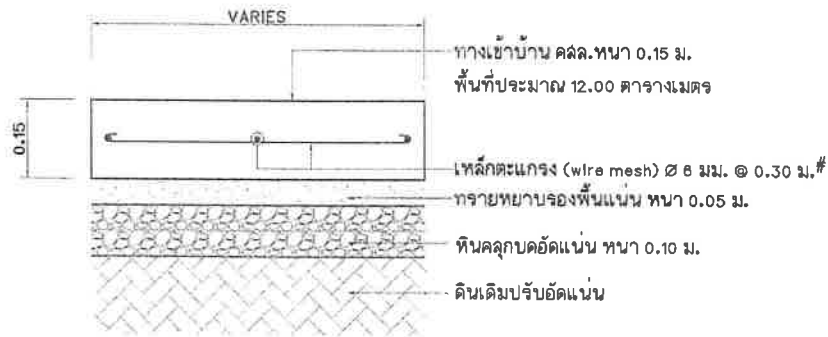 VARIES
ทางเข้าบ้าน คสล.หนา 0.15 ม.
พื้นที่ประมาณ 12.00 ตารางเมตร
0.15
เหล็กตะแกรง (wire mesh) Ø 6 มม. @ 0.30 ม.#
ทรายหยาบรองพื้นแน่น หนา 0.05 ม.
หินคลุกบดอัดแน่น หนา 0.10 ม.
ดินเดิมปรับอัดแน่น